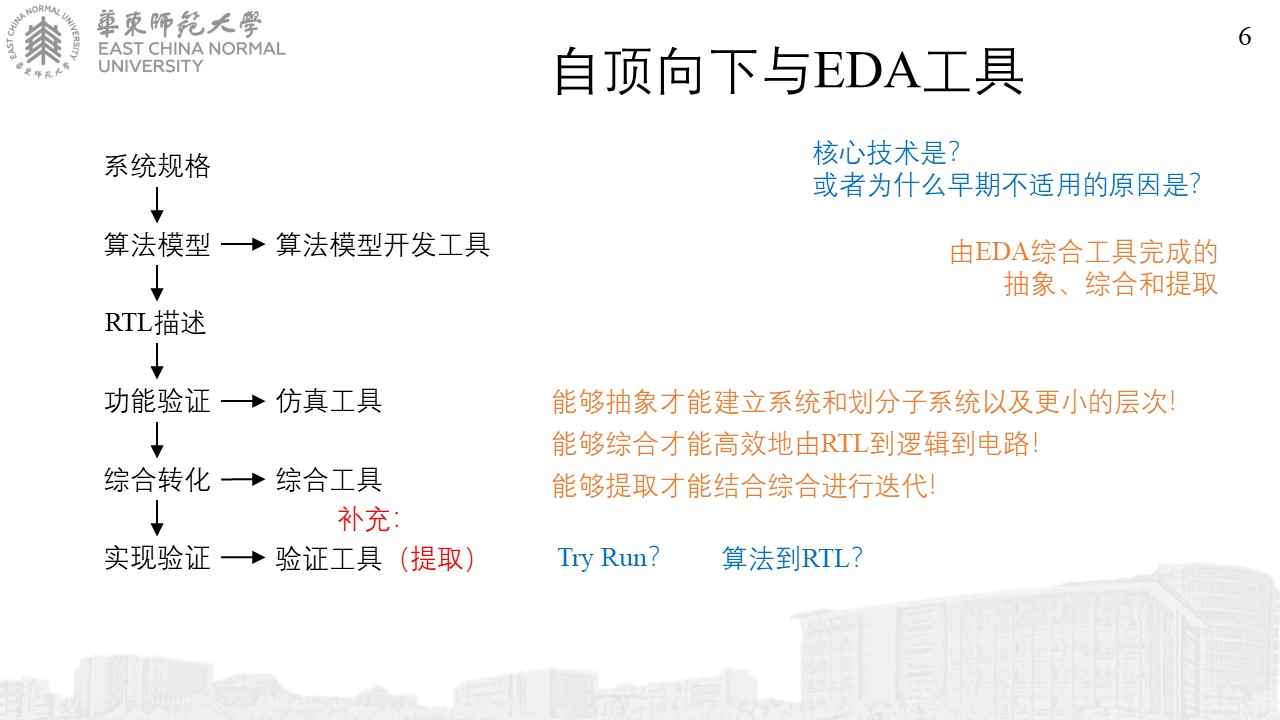 EAST CHINA NORMAL UNIVERSITY
華東师范大学
華東师范大學
EAST CHINA NORMAL
UNIVERSITY
6
自顶向下与EDA工具
核心技术是?
或者为什么早期不适用的原因是?
系统规格
算法模型 算法模型开发工具
由EDA综合工具完成的
抽象、综合和提取
RTL描述
功能验证 仿真工具
能够抽象才能建立系统和划分子系统以及更小的层次!
能够综合才能高效地由RTL到逻辑到电路!
综合转化 综合工具
能够提取才能结合综合进行迭代!
补充:
实现验证 验证工具(提取)
Try Run? 算法到RTL?